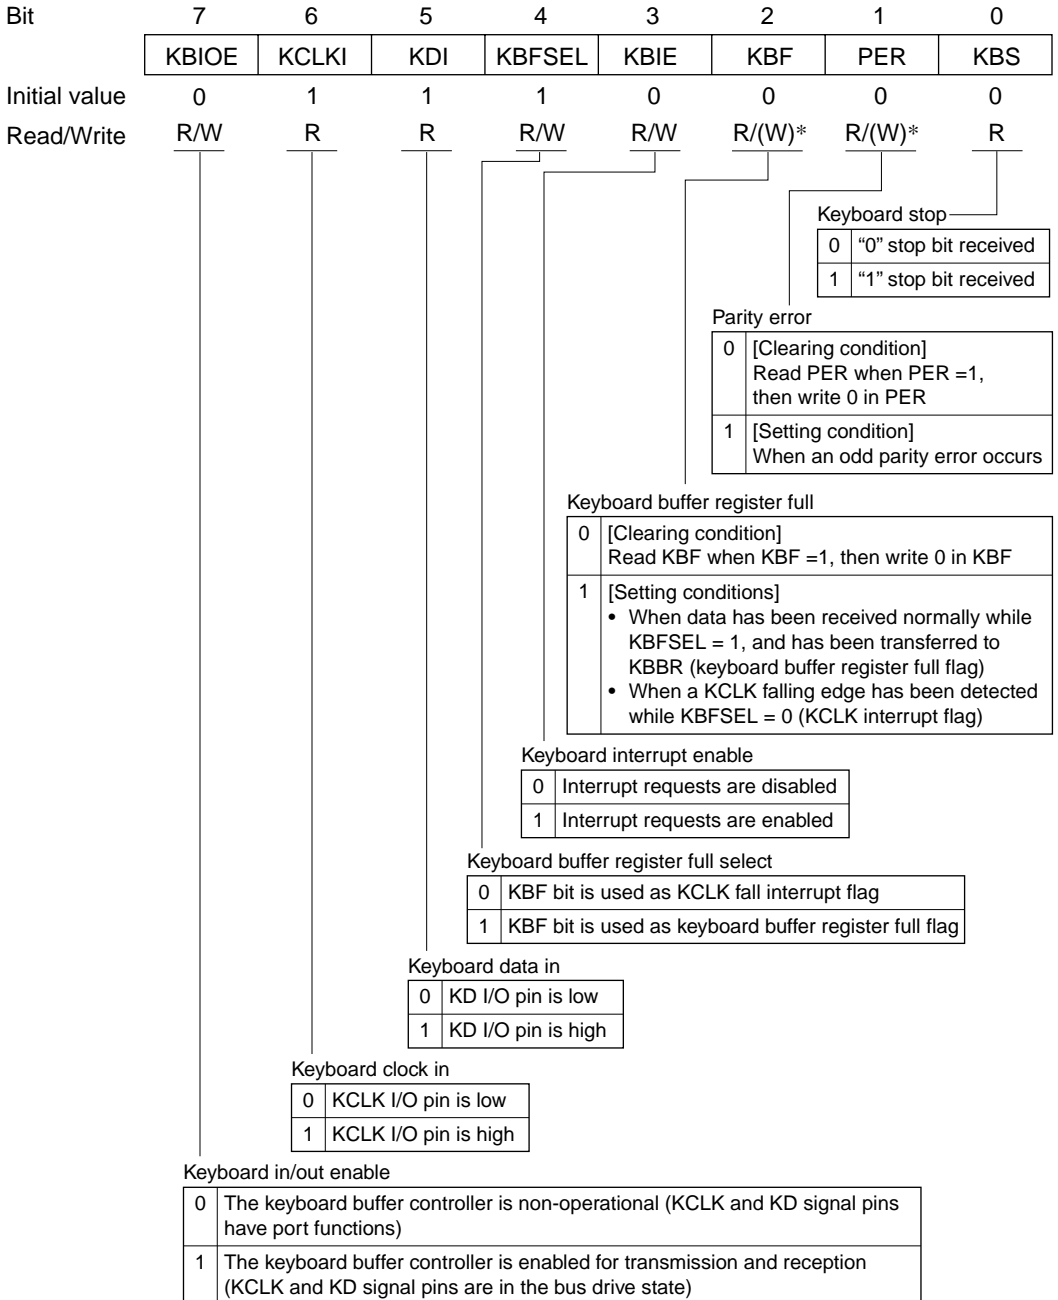 Bit 7 6 5 4 3 2 1 0
KBIOE KCLKI KDI KBFSEL KBIE KBF PER KBS
Initial value 0 1 1 1 0 0 0 0
Read/Write R/W R R R/W R/W R/(W)* R/(W)* R
Keyboard stop
0 “0” stop bit received
1 “1” stop bit received
Parity error
0 [Clearing condition]
Read PER when PER =1,
then write 0 in PER
1 [Setting condition]
When an odd parity error occurs
Keyboard buffer register full
0 [Clearing condition]
Read KBF when KBF =1, then write 0 in KBF
1 [Setting conditions]
• When data has been received normally while
KBFSEL = 1, and has been transferred to
KBBR (keyboard buffer register full flag)
• When a KCLK falling edge has been detected
while KBFSEL = 0 (KCLK interrupt flag)
Keyboard interrupt enable
0 Interrupt requests are disabled
1 Interrupt requests are enabled
Keyboard buffer register full select
0 KBF bit is used as KCLK fall interrupt flag
1 KBF bit is used as keyboard buffer register full flag
Keyboard data in
0 KD I/O pin is low
1 KD I/O pin is high
Keyboard clock in
0 KCLK I/O pin is low
1 KCLK I/O pin is high
Keyboard in/out enable
0 The keyboard buffer controller is non-operational (KCLK and KD signal pins
have port functions)
1 The keyboard buffer controller is enabled for transmission and reception
(KCLK and KD signal pins are in the bus drive state)